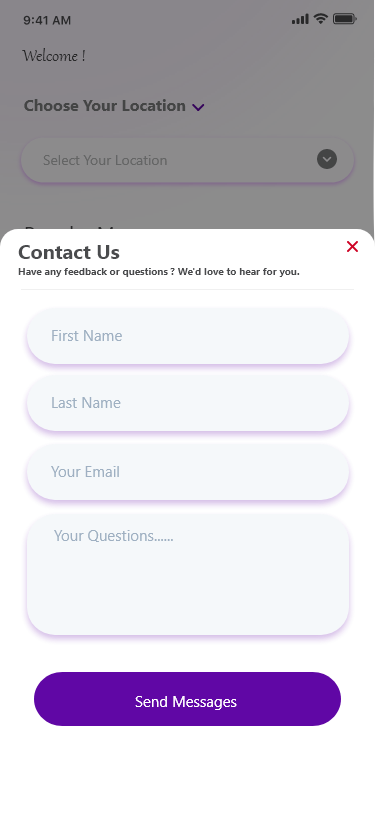 9:41 AM
Welcome !
Choose Your Location
Select Your Location
Contact Us
Have any feedback or questions ? We'd love to hear for you.
First Name
Last Name
Your Email
Your Questions......
Send Messages